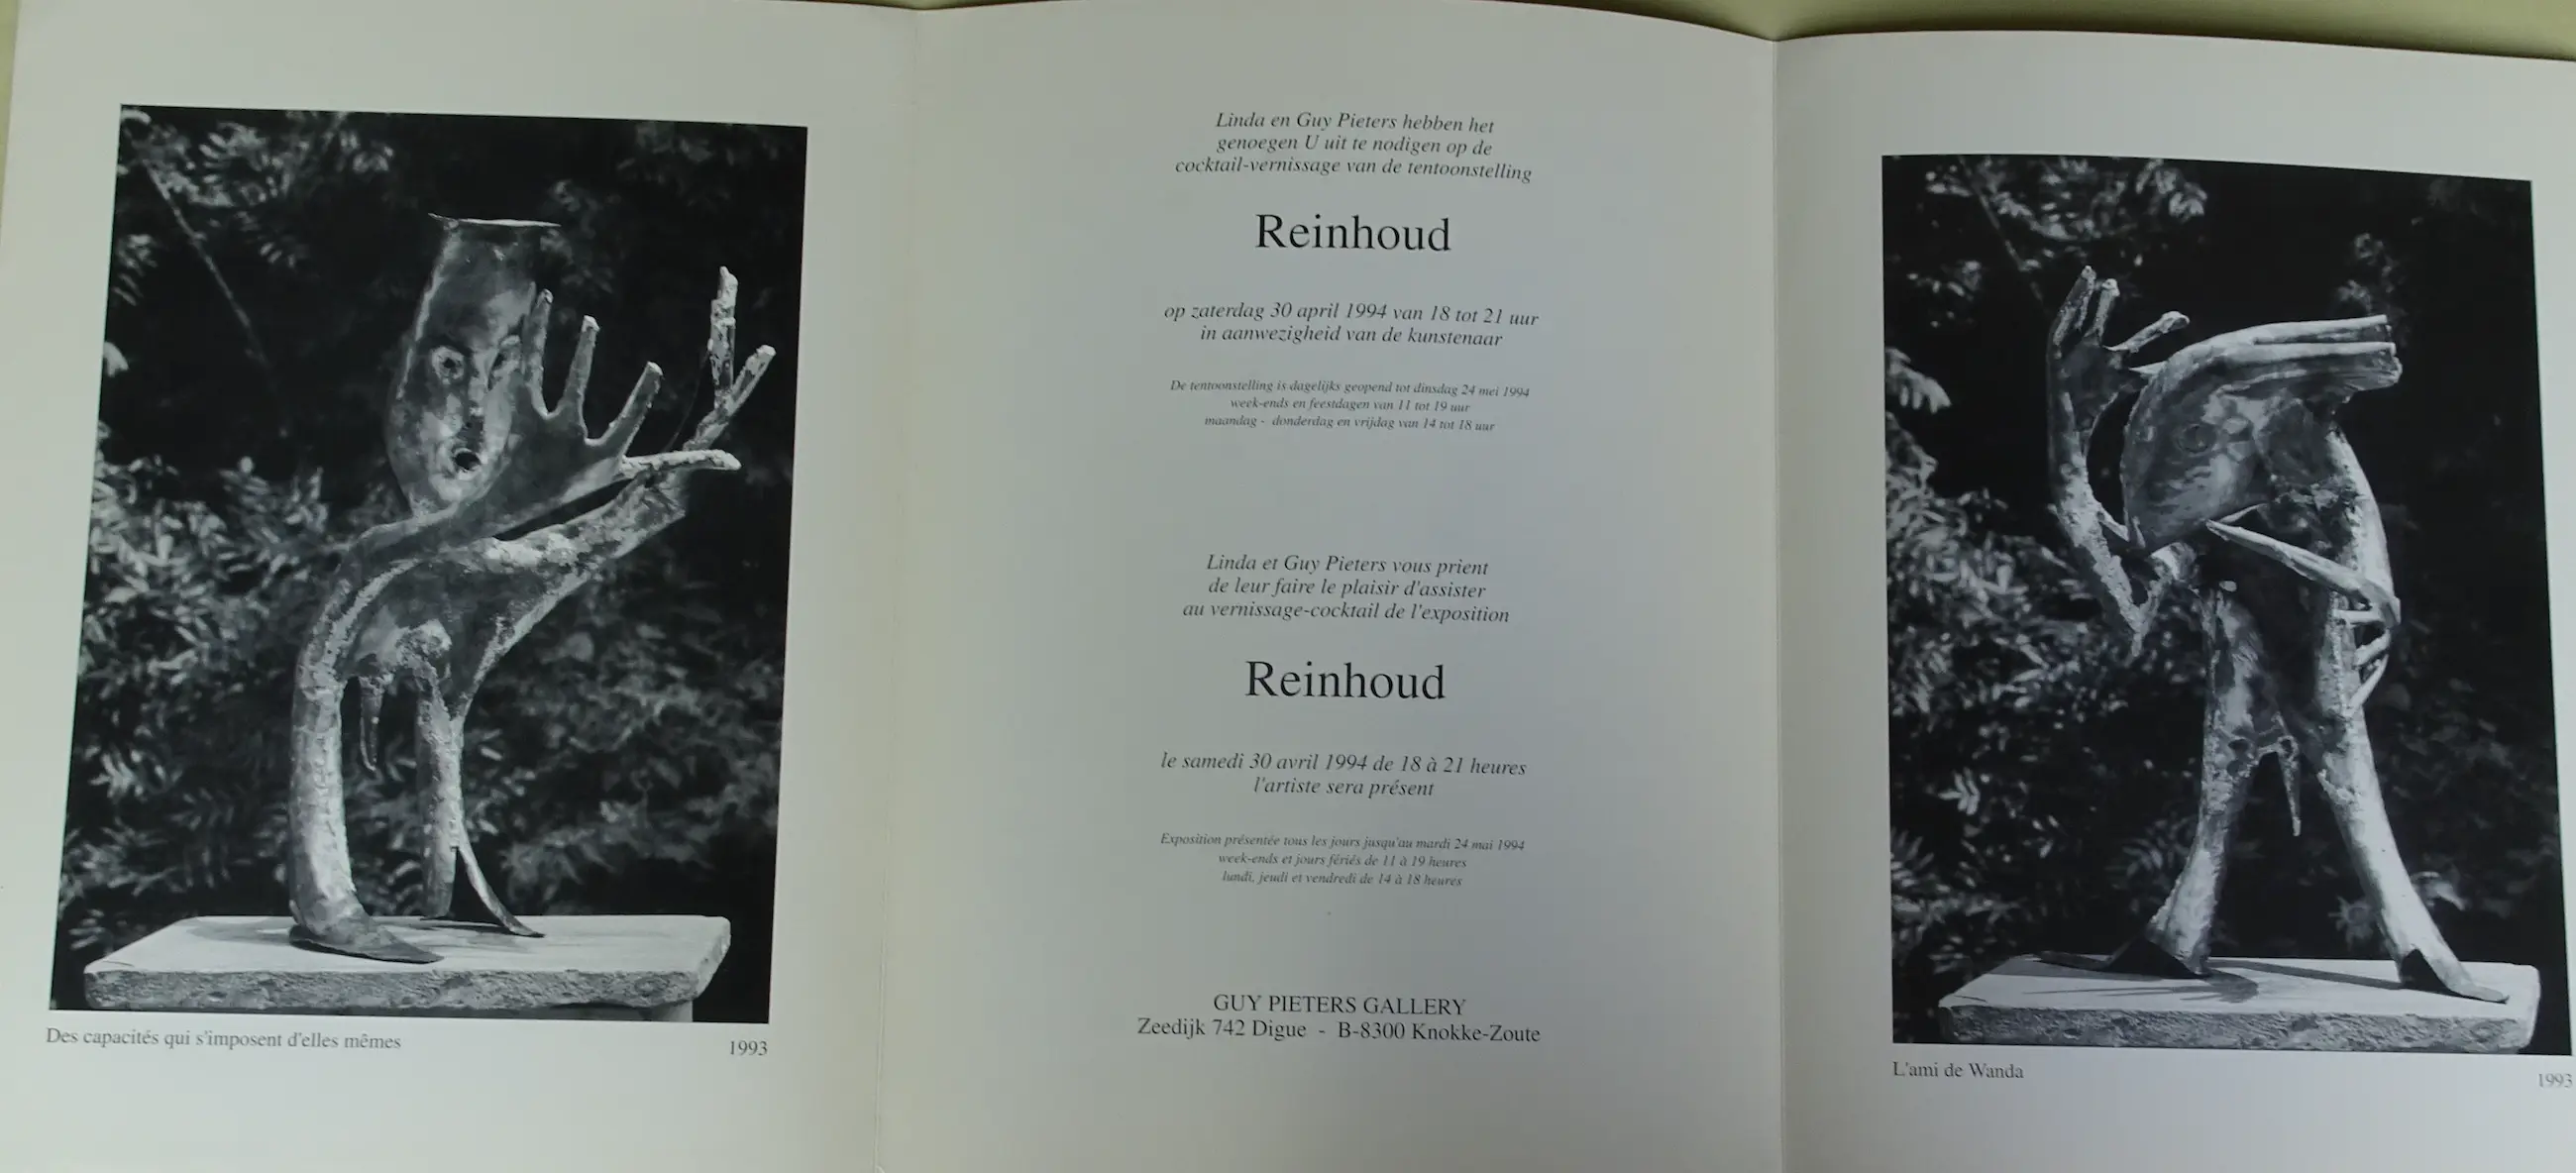 Des capacités qui s'imposent d'elles mêmes
1993
Linda en Guy Pieters hebben het
genoegen U uit te nodigen op de
cocktail-vernissage van de tentoonstelling
Reinhoud
op zaterdag 30 april 1994 van 18 tot 21 uur
in aanwezigheid van de kunstenaar
De tentoonstelling is dagelijks geopend tot dinsdag 24 mei 1994
week-ends en feestdagen van 11 tot 19 uur
maandag - donderdag en vrijdag van 14 tot 18 uur
Linda et Guy Pieters vous prient
de leur faire le plaisir d'assister
au vernissage-cocktail de l'exposition
Reinhoud
le samedi 30 avril 1994 de 18 à 21 heures
l'artiste sera présent
Exposition présentée tous les jours jusqu'au mardi 24 mai 1994
week-ends et jours fériés de 11 à 19 heures
lundi, jeudi et vendredi de 14 à 18 heures
GUY PIETERS GALLERY
Zeedijk 742 Digue - B-8300 Knokke-Zoute
L'ami de Wanda
1993